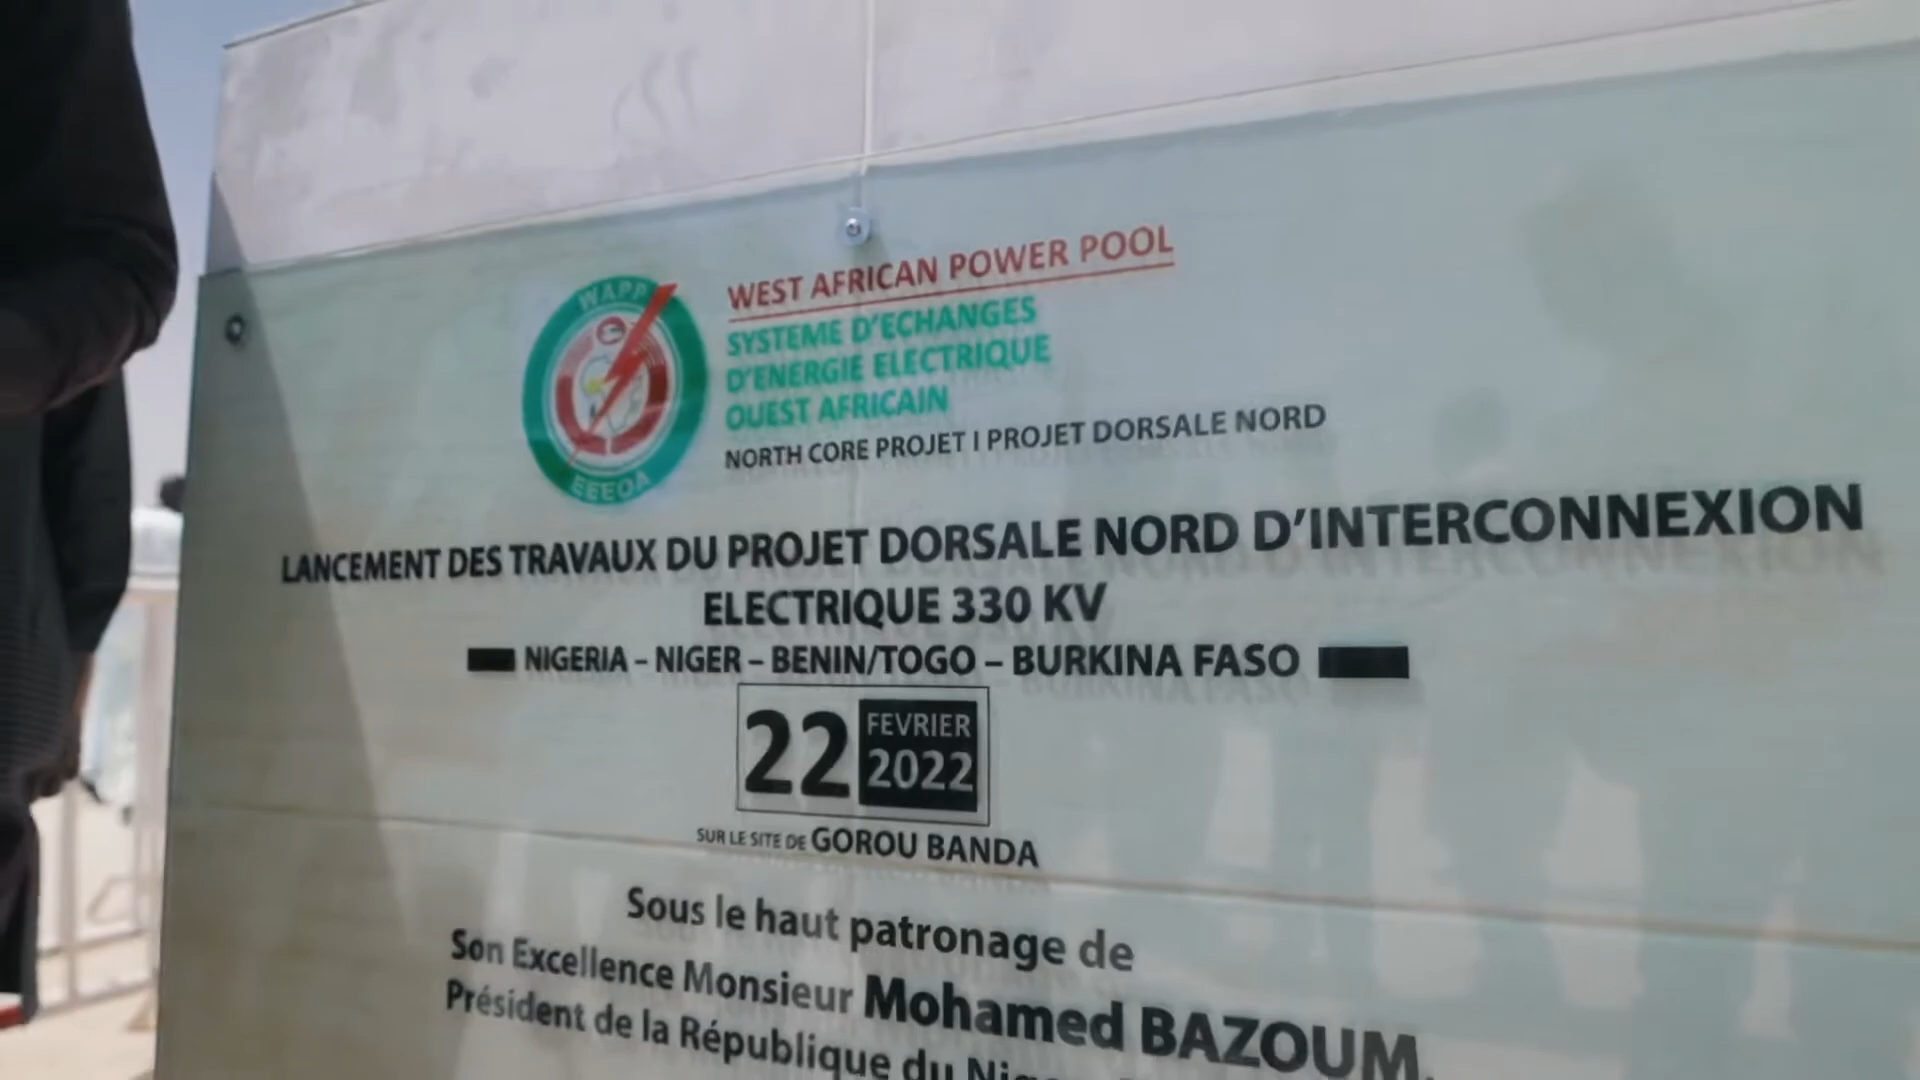 WAPP
EEEOA
WEST AFRICAN POWER POOL
SYSTEME D'ECHANGES
D'ENERGIE ELECTRIQUE
OUEST AFRICAIN
NORTH CORE PROJET I PROJET DORSALE NORD
LANCEMENT DES TRAVAUX DU PROJET DORSALE NORD D'INTERCONNEXION
ELECTRIQUE 330 KV
NIGERIA – NIGER – BENIN/TOGO – BURKINA FASO
22 FEVRIER
2022
SUR LE SITE DE GOROU BANDA
Sous le haut patronage de
Son Excellence Monsieur Mohamed BAZOUM,
Président de la République du